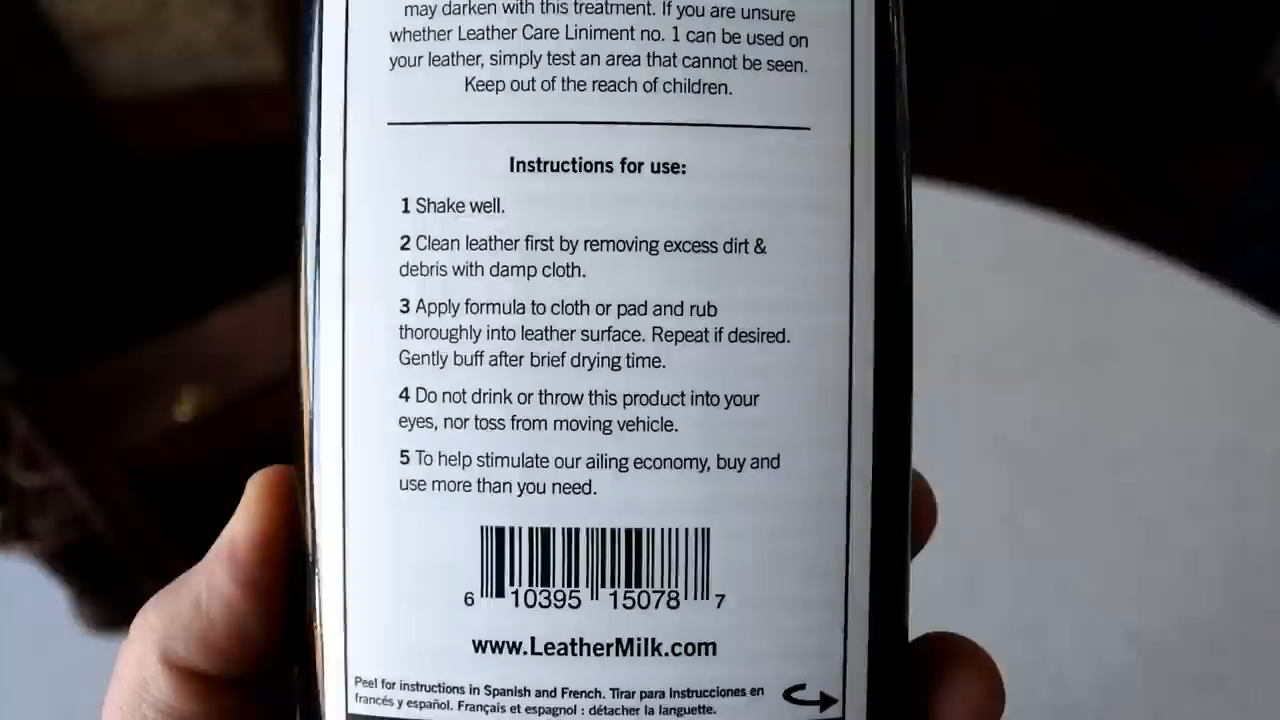 may darken with this treatment. If you are unsure
whether Leather Care Liniment no. 1 can be used on
your leather, simply test an area that cannot be seen.
Keep out of the reach of children.
Instructions for use:
1 Shake well.
2 Clean leather first by removing excess dirt &
debris with damp cloth.
3 Apply formula to cloth or pad and rub
thoroughly into leather surface. Repeat if desired.
Gently buff after brief drying time.
4 Do not drink or throw this product into your
eyes, nor toss from moving vehicle.
5 To help stimulate our ailing economy, buy and
use more than you need.
6 10395 15078 7
www.LeatherMilk.com
Peel for instructions in Spanish and French. Tirar para Instrucciones en
francés y español. Français et espagnol : détacher la languette.